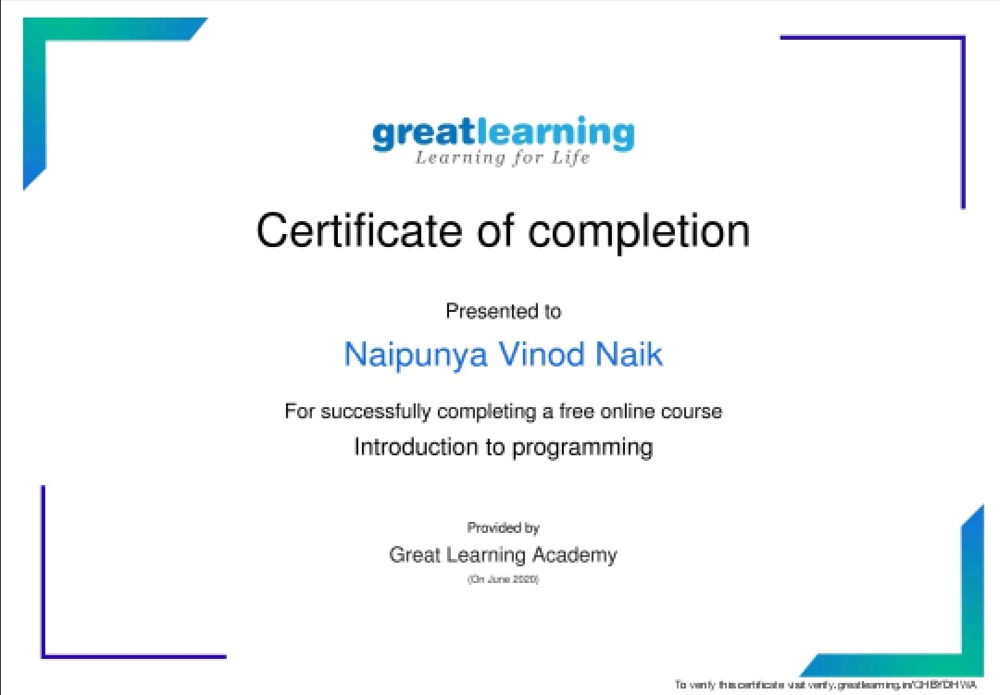 greatlearning
Learning for Life
Certificate of completion
Presented to
Naipunya Vinod Naik
For successfully completing a free online course
Introduction to programming
Provided by
Great Learning Academy
(On June 2020)
To verify this certificate visit verify.greatlearning.in/